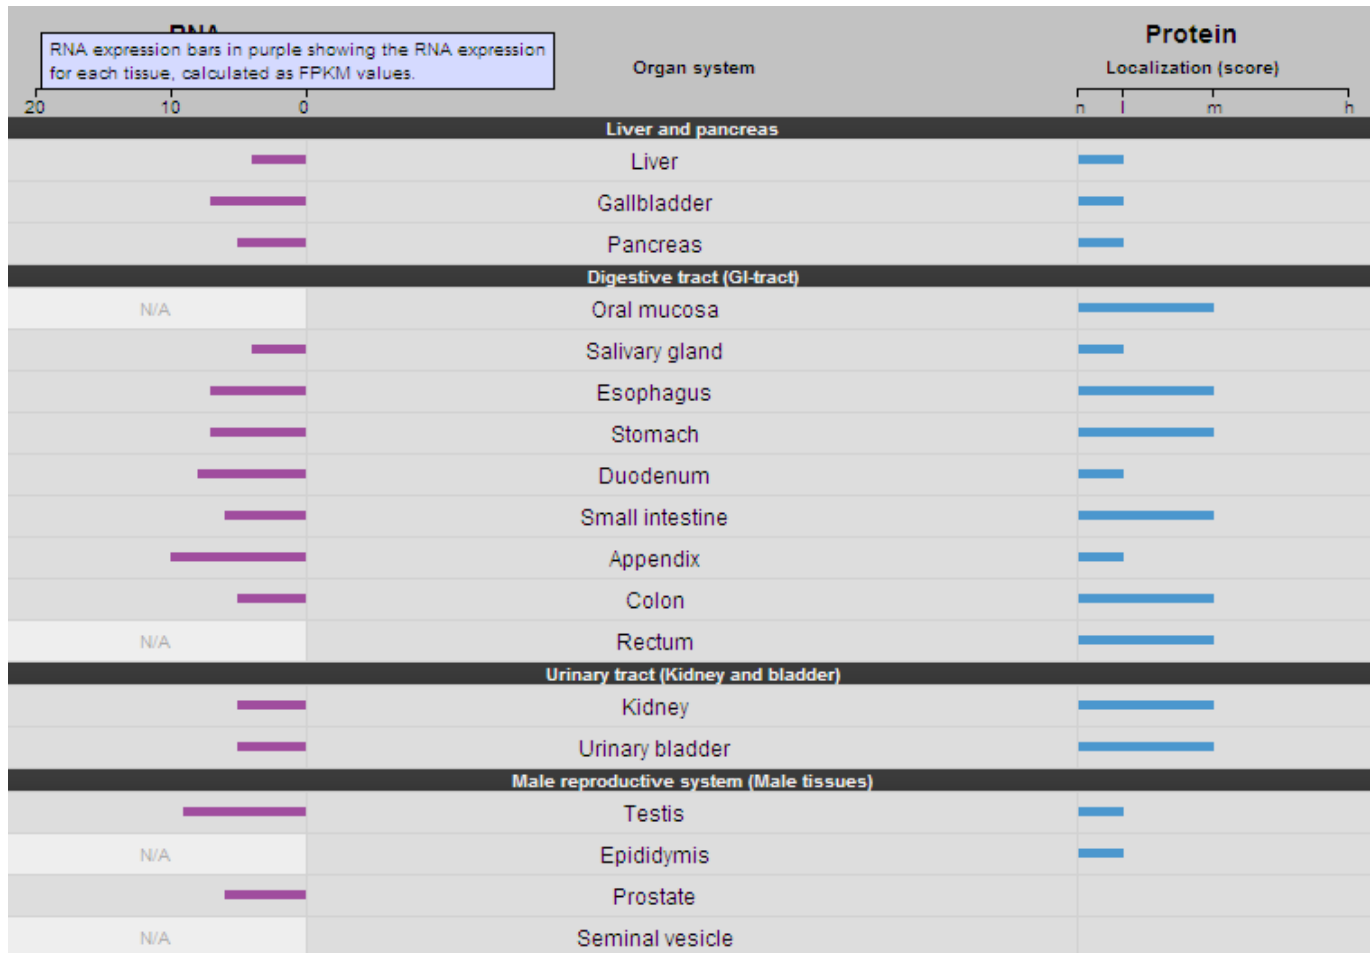 RNA
Protein
RNA expression bars in purple showing the RNA expression
for each tissue, calculated as FPKM values.
Organ system
Localization (score)
20 10 0 n l m h
Liver and pancreas
Liver
Gallbladder
Pancreas
Digestive tract (GI-tract)
N/A Oral mucosa
Salivary gland
Esophagus
Stomach
Duodenum
Small intestine
Appendix
Colon
N/A Rectum
Urinary tract (Kidney and bladder)
Kidney
Urinary bladder
Male reproductive system (Male tissues)
Testis
N/A Epididymis
Prostate
N/A Seminal vesicle